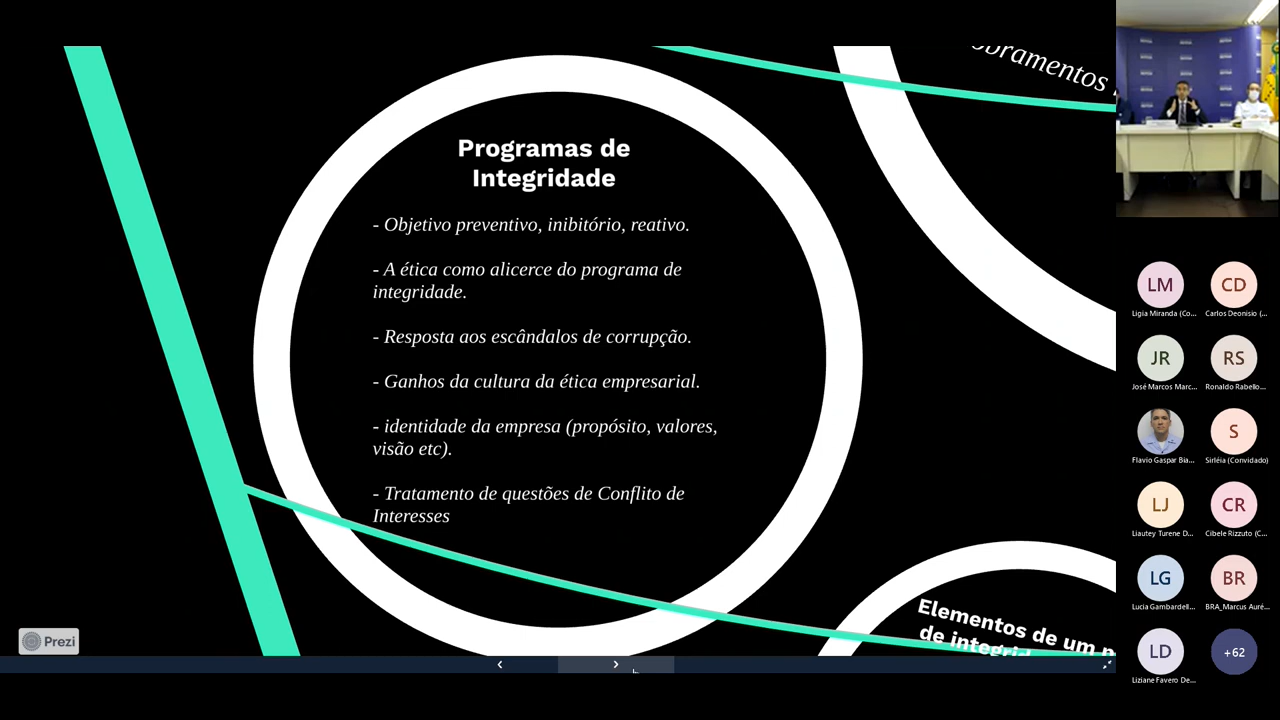 Programas de
Integridade
- Objetivo preventivo, inibitório, reativo.
- A ética como alicerce do programa de
integridade.
- Resposta aos escândalos de corrupção.
- Ganhos da cultura da ética empresarial.
- identidade da empresa (propósito, valores,
visão etc).
- Tratamento de questões de Conflito de
Interesses
Elementos de um
de
Prezi
LM
Ligia Miranda (Co...
CD
Carlos Deonisio (...
JR
José Marcos Marc...
RS
Ronaldo Rabello...
Flavio Gaspar Bia...
S
Sirléia (Convidado)
LJ
Liautey Turene D...
CR
Cibele Rizzuto (C...
LG
Lucia Gambardell...
BR
BRA_Marcus Auré...
LD
Liziane Favero De...
+62